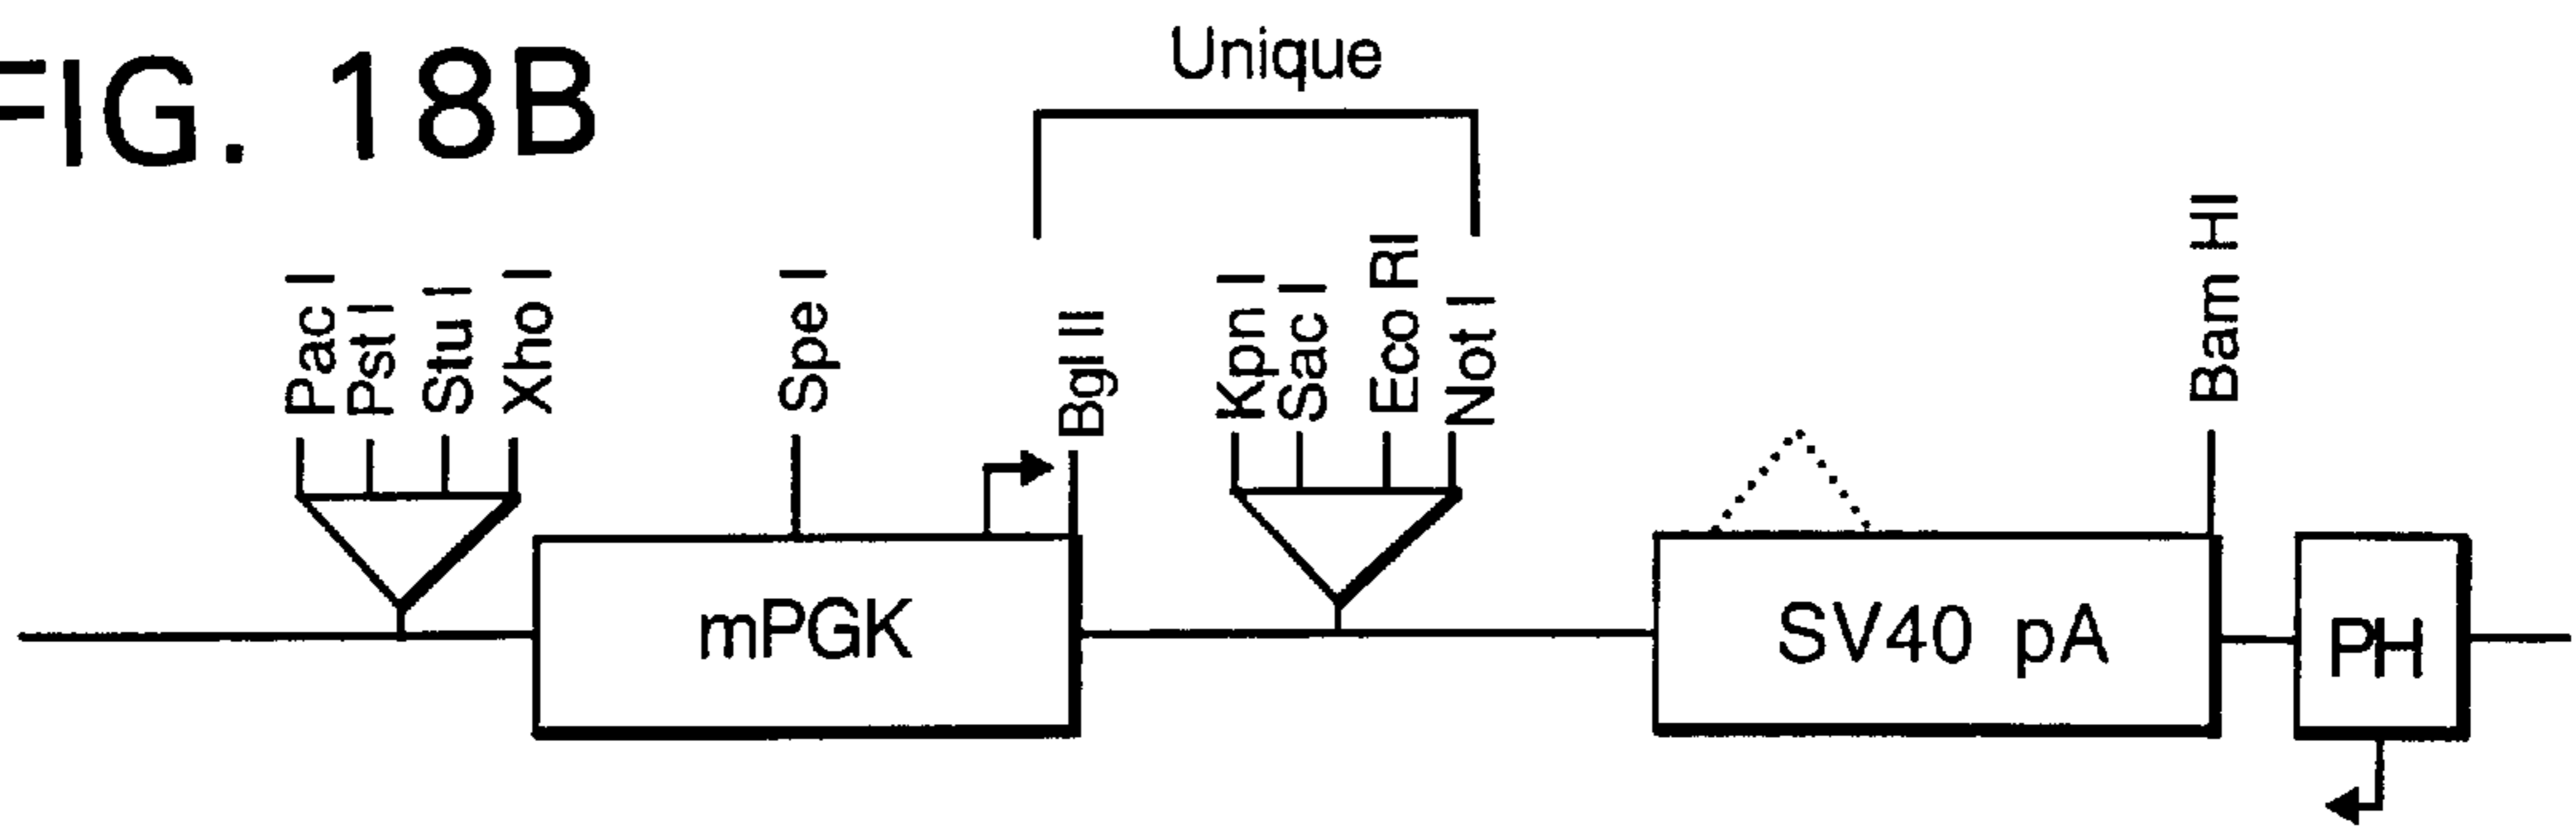 FIG. 18B
Unique
Pac I
Pst I
Stu I
Xho I
Spe I
Bgl II
Kpn I
Sac I
Eco RI
Not I
Bam HI
mPGK
SV40 pA
PH